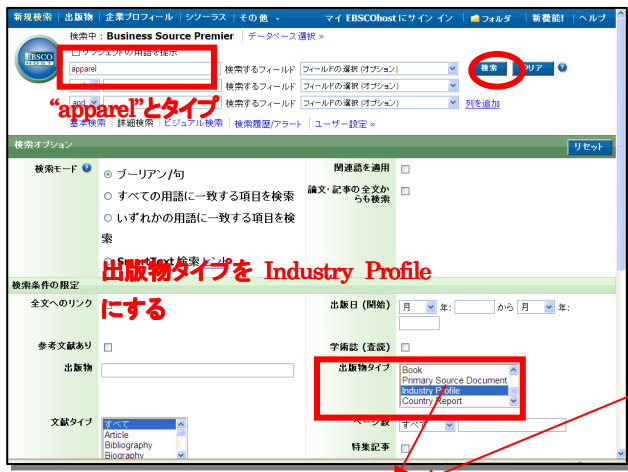 新規検索 | 出版物 | 企業プロフィール | シソーラス | その他 マイ EBSCOhost にサイン イン | フォルダ | 新着機能! | ヘルプ
検索中: Business Source Premier | データベース選択 »
EBSCO HOST サブジェクトの用語を提示
apparel 検索するフィールド フィールドの選択 (オプション) 検索 クリア
and 検索するフィールド フィールドの選択 (オプション)
and 検索するフィールド フィールドの選択 (オプション) 列を追加
“apparel”とタイプ
基本検索 | 詳細検索 | ビジュアル検索 | 検索履歴/アラート | ユーザー設定 »
検索オプション リセット
検索モード ブーリアン/句 関連語を適用
すべての用語に一致する項目を検索 論文・記事の全文からも検索
いずれかの用語に一致する項目を検索
SmartText 検索 ヒント
出版物タイプを Industry Profile
にする
検索条件の限定
全文へのリンク 出版日 (開始) 月 年: から 月 年:
参考文献あり 学術誌 (査読)
出版物 出版物タイプ Book
Primary Source Document
Industry Profile
Country Report
文献タイプ すべて ページ数 すべて
Article
Bibliography 特集記事
Biography